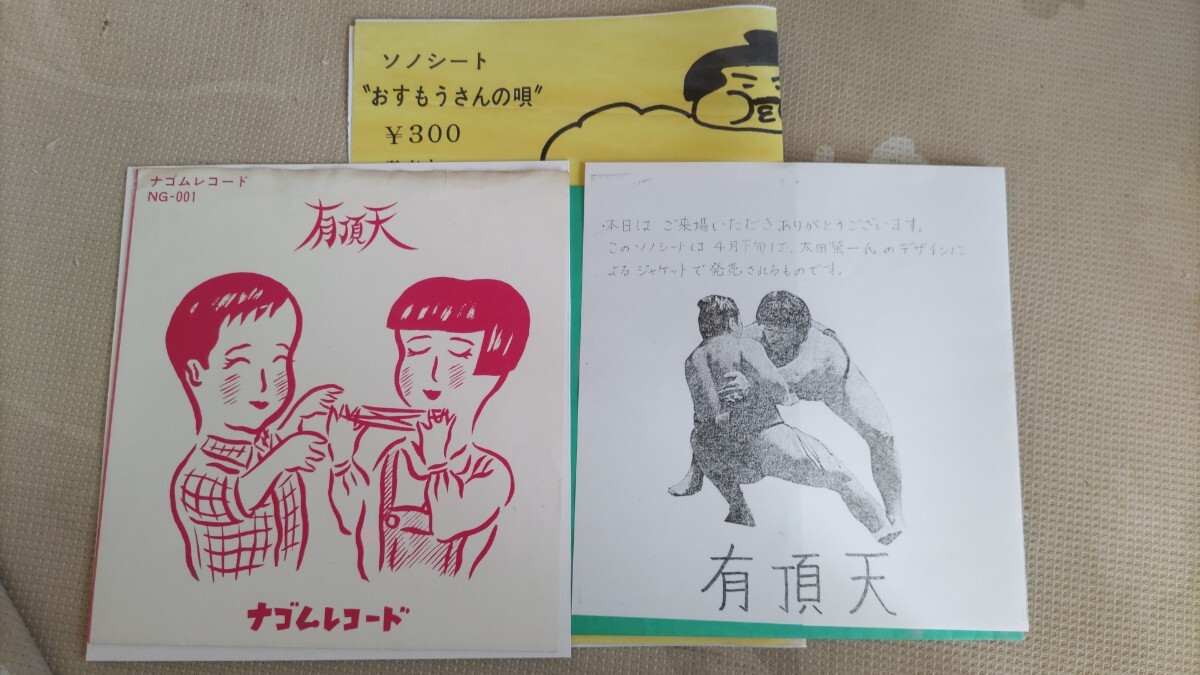 ソノシート
"おすもうさんの唄"
￥300
ナゴムレコード
NG-001
有頂天
ナゴムレコード
・本日は ご来場いただきありがとうございます。
このソノシートは 4月下旬に、太田螢一氏のデザインに
よるジャケットで発売されるものです。
有頂天